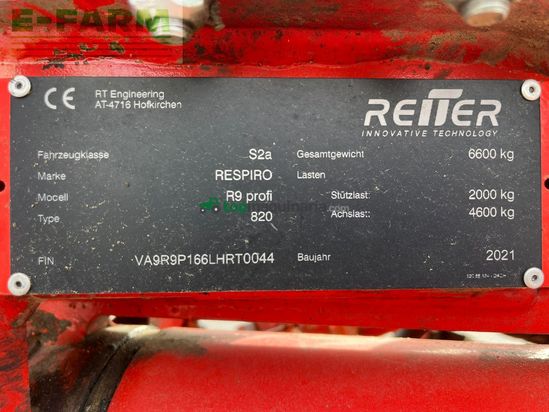 E-FARM
CE RT Engineering
AT-4716 Hofkirchen
REITER
INNOVATIVE TECHNOLOGY
Fahrzeugklasse S2a Gesamtgewicht 6600 kg
Marke RESPIRO Lasten
Mocell R9 profi Stützlast: 2000 kg
Type 820 Achslast: 4600 kg
FIN VA9R9P166LHRT0044 Baujahr 2021